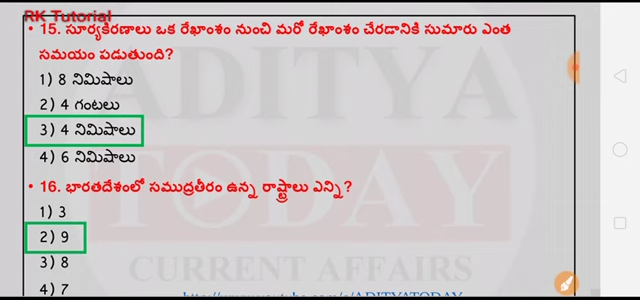 RK Tutorial
• 15. సూర్యకిరణాలు ఒక రేఖాంశం నుంచి మరో రేఖాంశం చేరడానికి సుమారు ఎంత
సమయం పడుతుంది?
1) 8 నిమిషాలు
2) 4 గంటలు
3) 4 నిమిషాలు
4) 6 నిమిషాలు
• 16. భారతదేశంలో సముద్రతీరం ఉన్న రాష్ట్రాలు ఎన్ని?
1) 3
2) 9
3) 8
4) 7
ADITYA
TODAY
CURRENT AFFAIRS